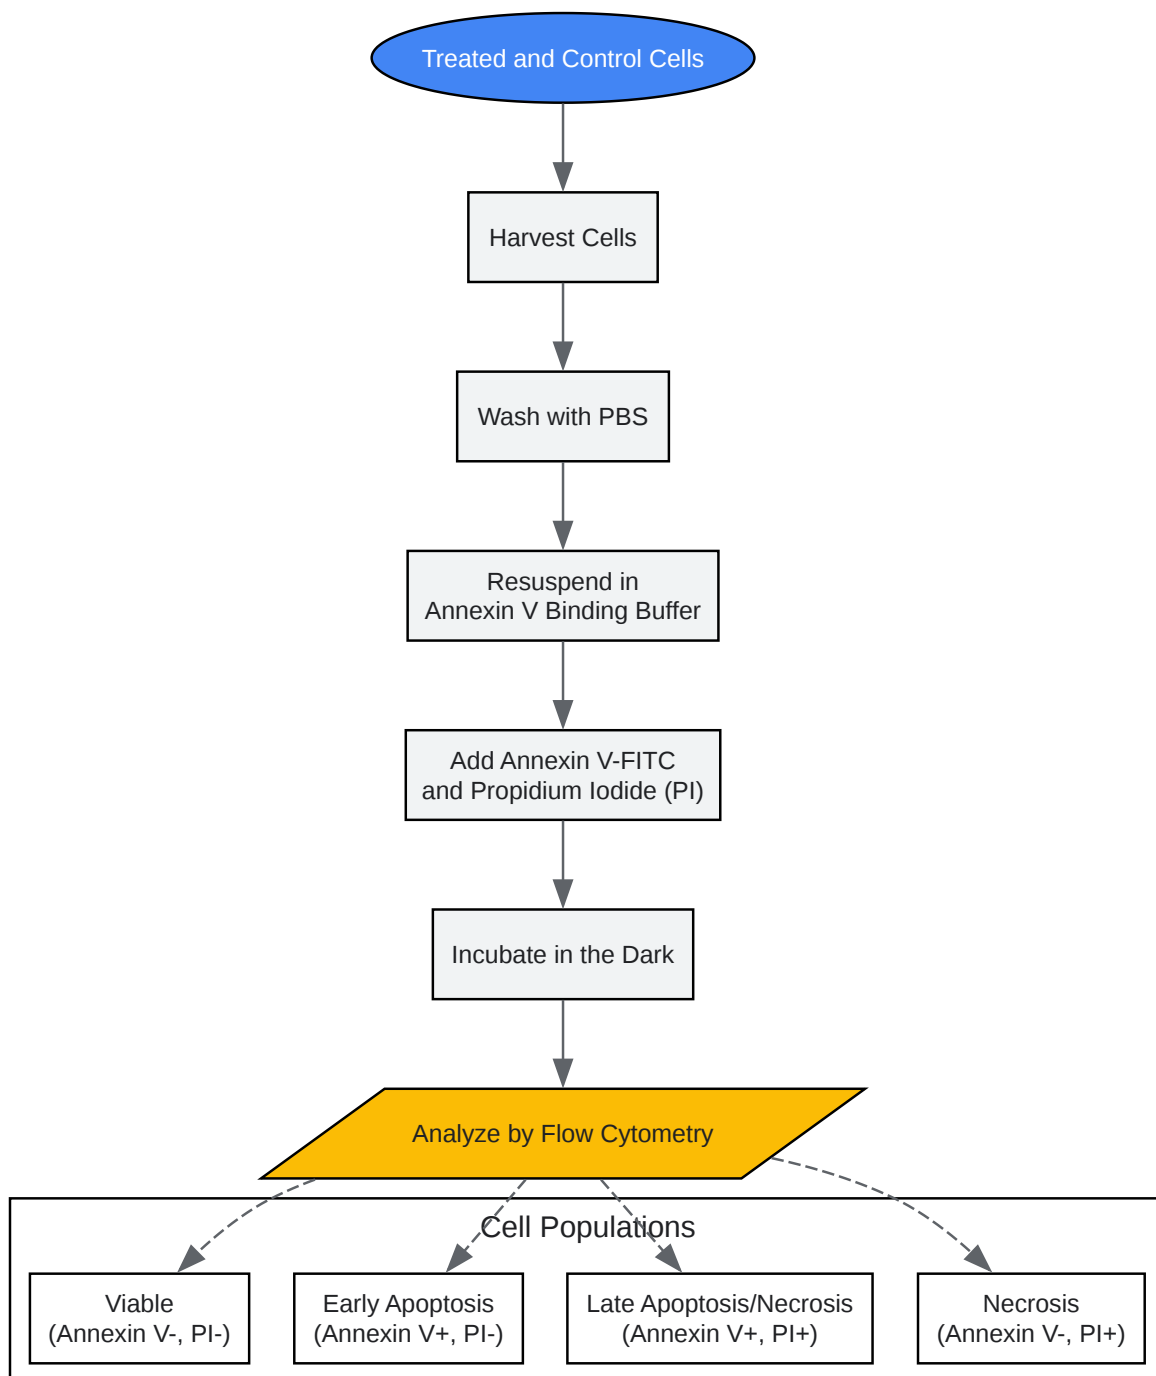 Treated and Control Cells
Harvest Cells
Wash with PBS
Resuspend in
Annexin V Binding Buffer
Add Annexin V-FITC
and Propidium Iodide (PI)
Incubate in the Dark
Analyze by Flow Cytometry
Cell Populations
Viable
(Annexin V-, PI-)
Early Apoptosis
(Annexin V+, PI-)
Late Apoptosis/Necrosis
(Annexin V+, PI+)
Necrosis
(Annexin V-, PI+)